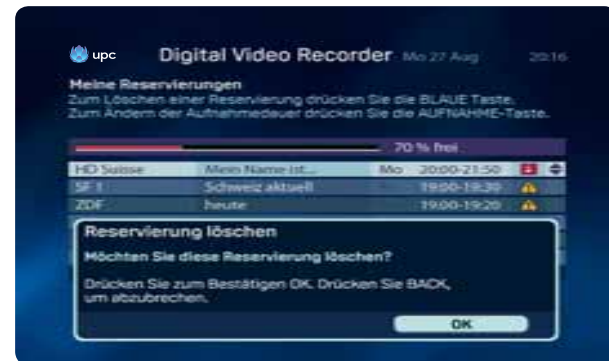 upc Digital Video Recorder Mo 27 Aug 20:16
Meine Reservierungen
Zum Löschen einer Reservierung drücken Sie die BLAUE Taste.
Zum Ändern der Aufnahmedauer drücken Sie die AUFNAHME-Taste.
70 % frei
HD Suisse Mein Name ist... Mo 20:00-21:50
SF 1 Schweiz aktuell 19:00-19:30
ZDF heute 19:00-19:20
Reservierung löschen
Möchten Sie diese Reservierung löschen?
Drücken Sie zum Bestätigen OK. Drücken Sie BACK,
um abzubrechen.
OK